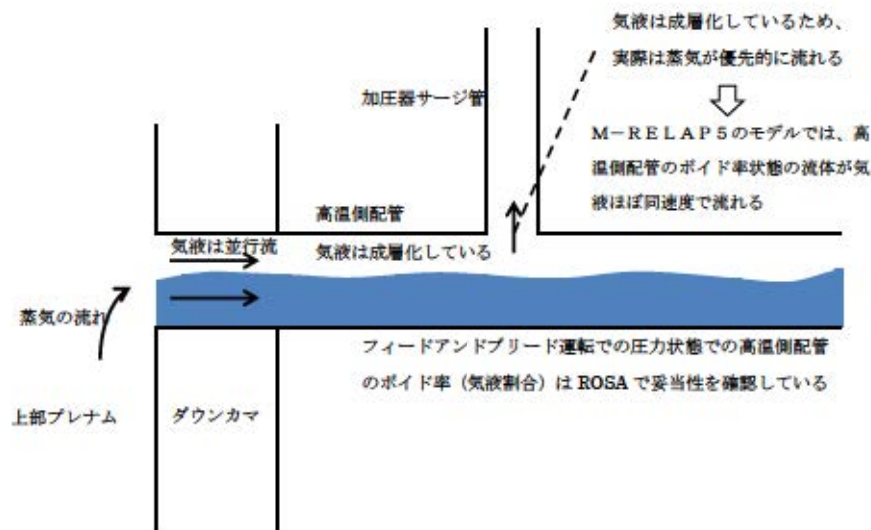 気液は成層化しているため、
実際は蒸気が優先的に流れる
加圧器サージ管
M－RELAP5のモデルでは、高
温側配管のボイド率状態の流体が気
液ほぼ同速度で流れる
高温側配管
気液は並行流
気液は成層化している
蒸気の流れ
フィードアンドブリード運転での圧力状態での高温側配管
のボイド率（気液割合）は ROSA で妥当性を確認している
上部プレナム
ダウンカマ